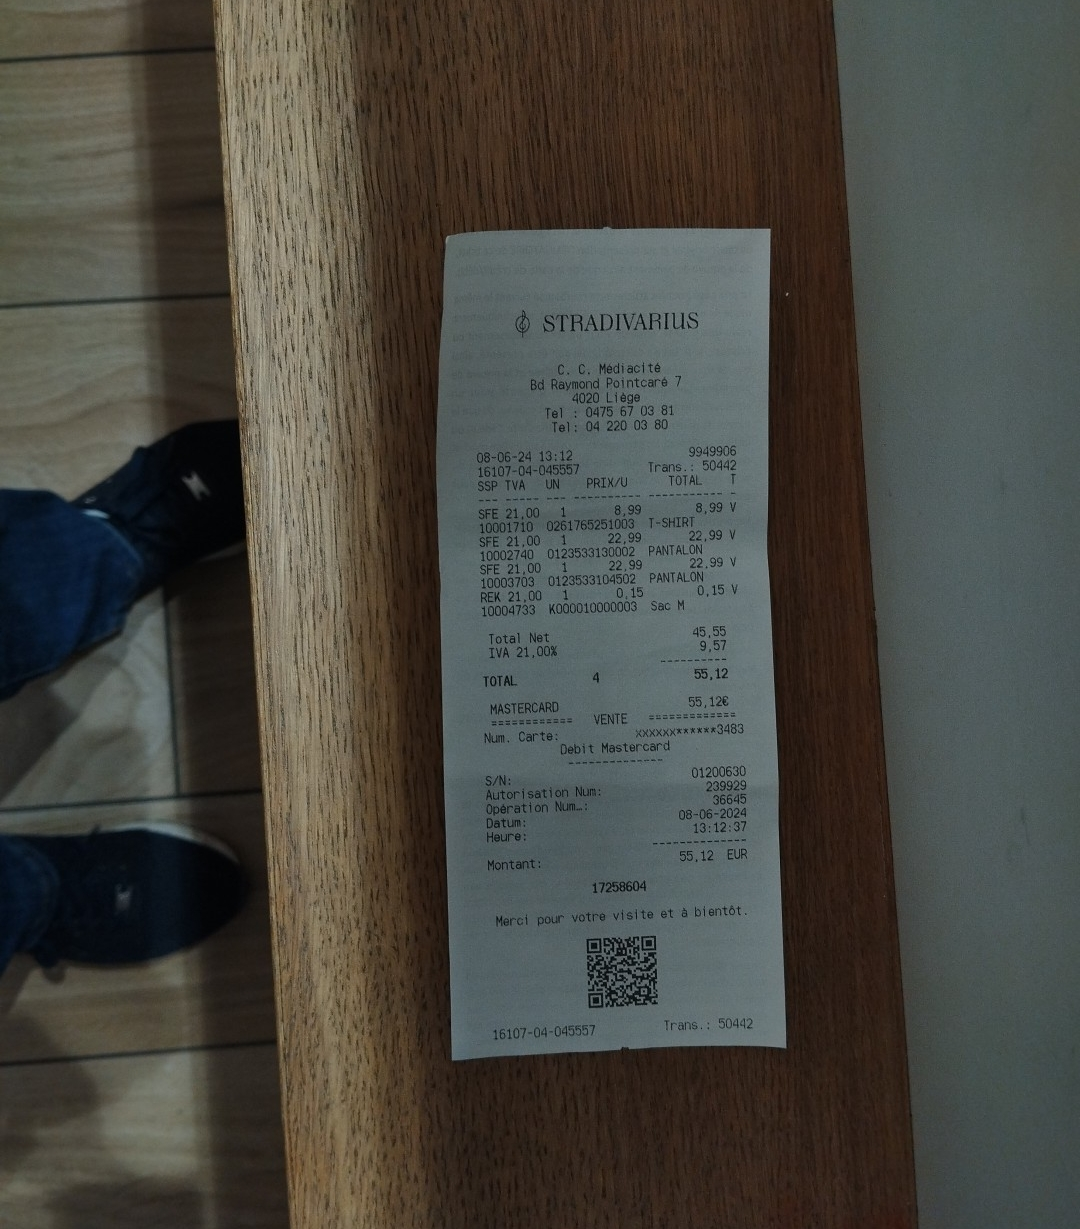 STRADIVARIUS
C. C. Médiacité
Bd Raymond Pointcaré 7
4020 Liège
Tel : 0475 67 03 81
Tel: 04 220 03 80
08-06-24 13:12 9949906
16107-04-045557 Trans.: 50442
SSP TVA UN PRIX/U TOTAL T
--- ----- --- ---------- ----------- -
SFE 21,00 1 8,99 8,99 V
10001710 0261765251003 T-SHIRT
SFE 21,00 1 22,99 22,99 V
10002740 0123533130002 PANTALON
SFE 21,00 1 22,99 22,99 V
10003703 0123533104502 PANTALON
REK 21,00 1 0,15 0,15 V
10004733 K000010000003 Sac M
Total Net 45,55
IVA 21,00% 9,57
----------
TOTAL 4 55,12
MASTERCARD 55,12€
============ VENTE ============
Num. Carte: XXXXXX******3483
Debit Mastercard
--------------
S/N: 01200630
Autorisation Num: 239929
Opération Num…: 36645
Datum: 08-06-2024
Heure: 13:12:37
--------------
Montant: 55,12 EUR
17258604
Merci pour votre visite et à bientôt.
16107-04-045557 Trans.: 50442